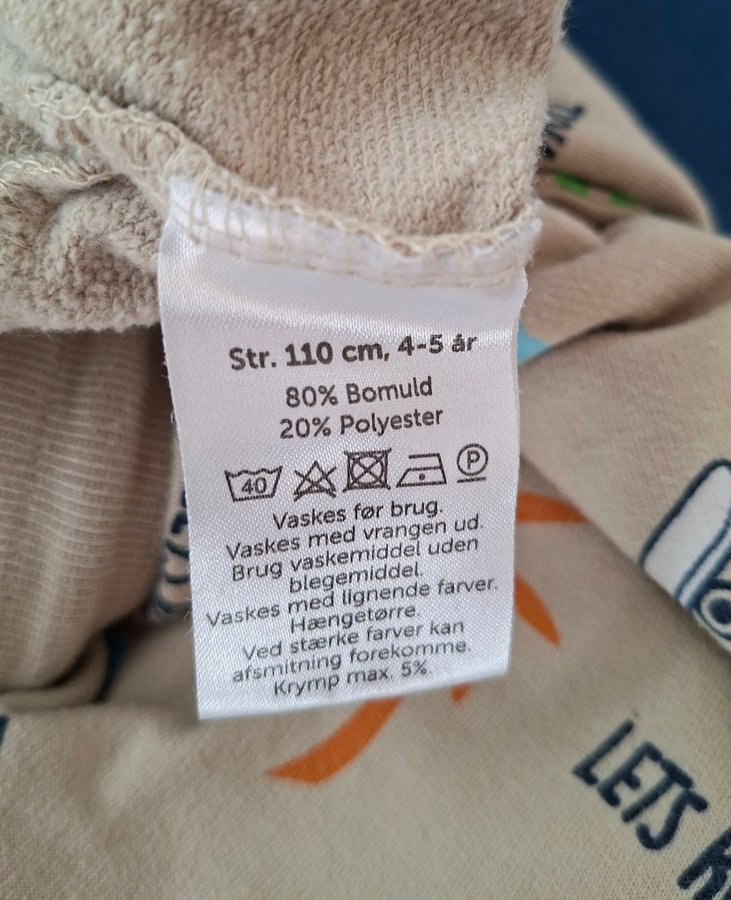 Str. 110 cm, 4-5 år
80% Bomuld
20% Polyester
40 P
Vaskes før brug.
Vaskes med vrangen ud.
Brug vaskemiddel uden
blegemiddel.
Vaskes med lignende farver.
Hængetørre.
Ved stærke farver kan
afsmitning forekomme.
Krymp max. 5%.
LETS